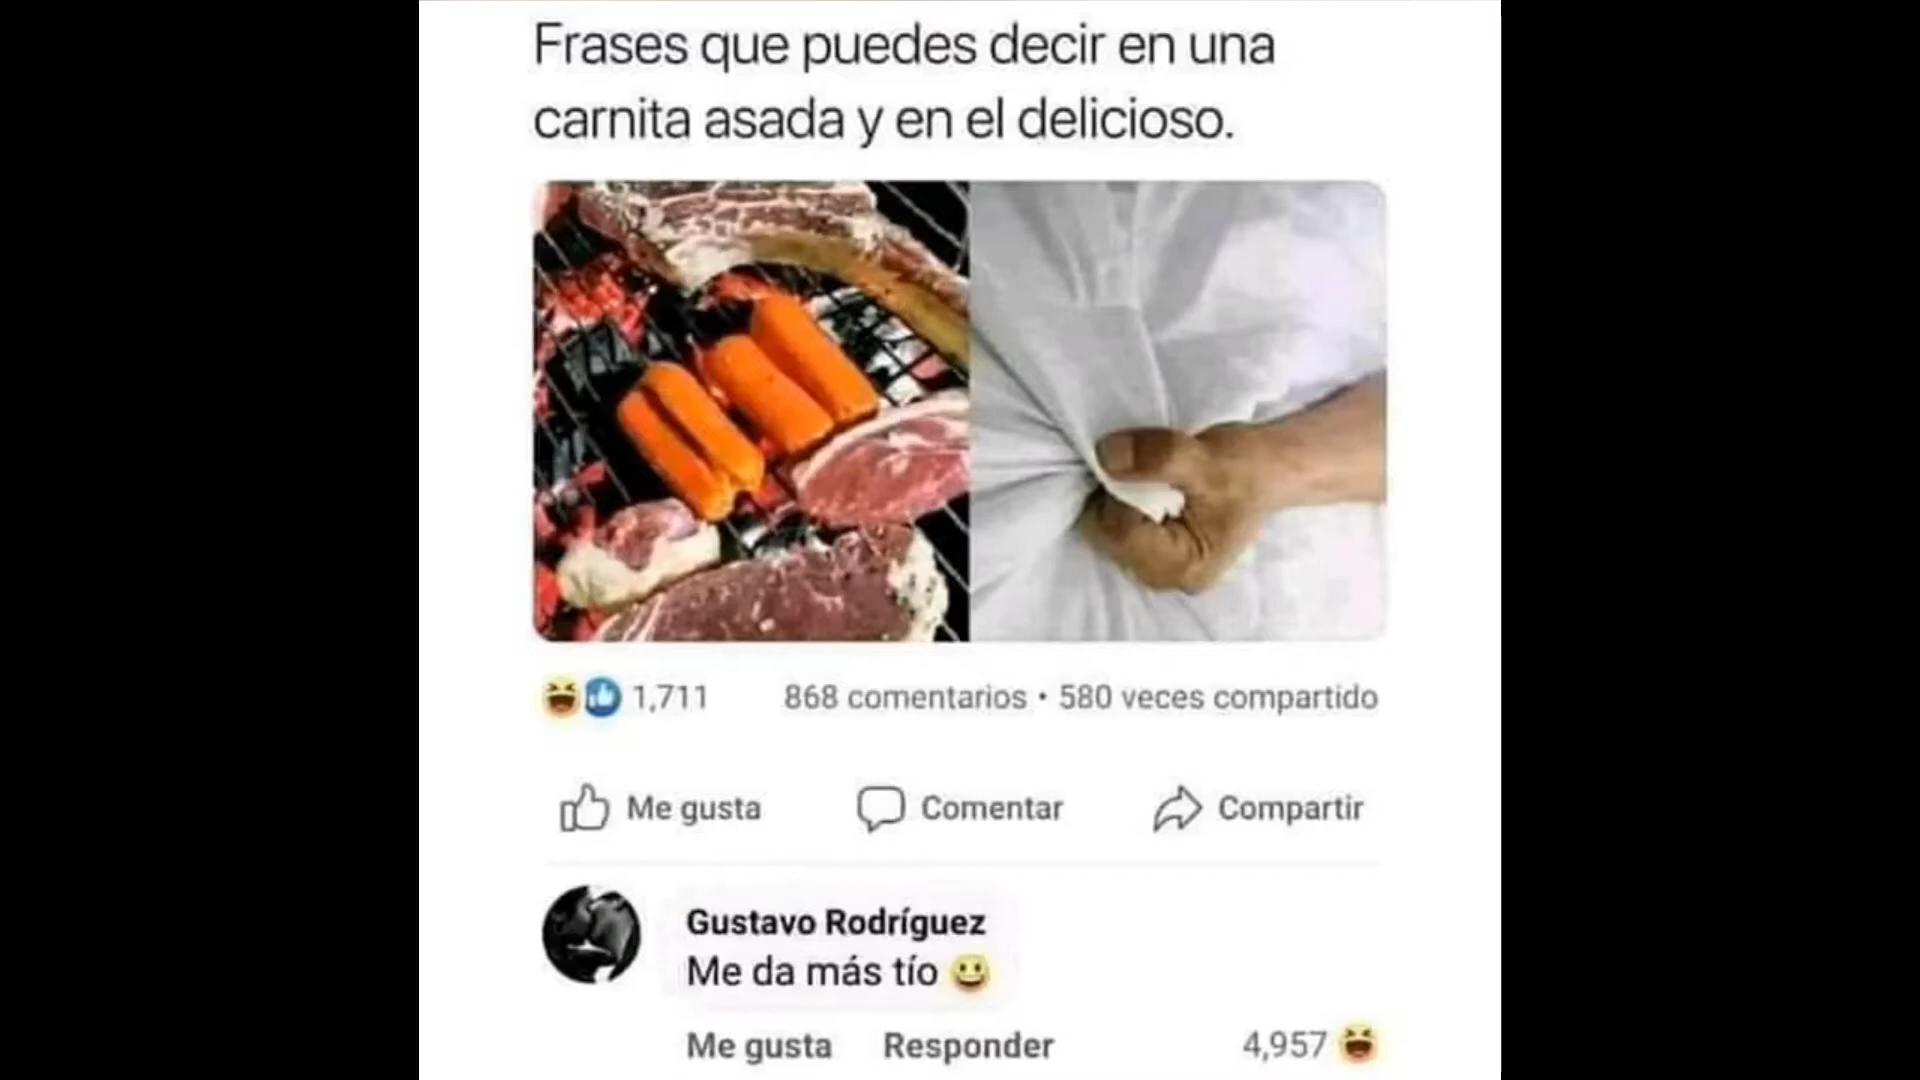 Frases que puedes decir en una
carnita asada y en el delicioso.
1,711 868 comentarios • 580 veces compartido
Me gusta Comentar Compartir
Gustavo Rodríguez
Me da más tío 😀
Me gusta Responder 4,957